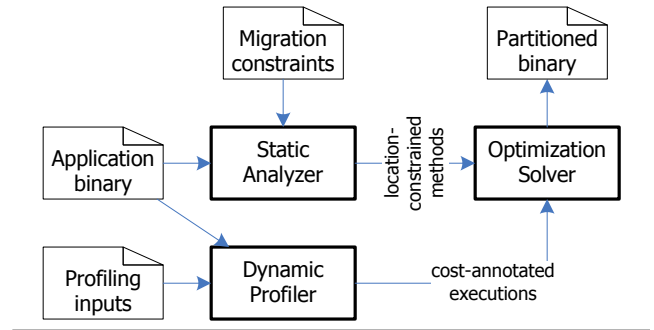 Migration
constraints
Partitioned
binary
Application
binary
Static
Analyzer
location-
constrained
methods
Optimization
Solver
Profiling
inputs
Dynamic
Profiler
cost-annotated
executions